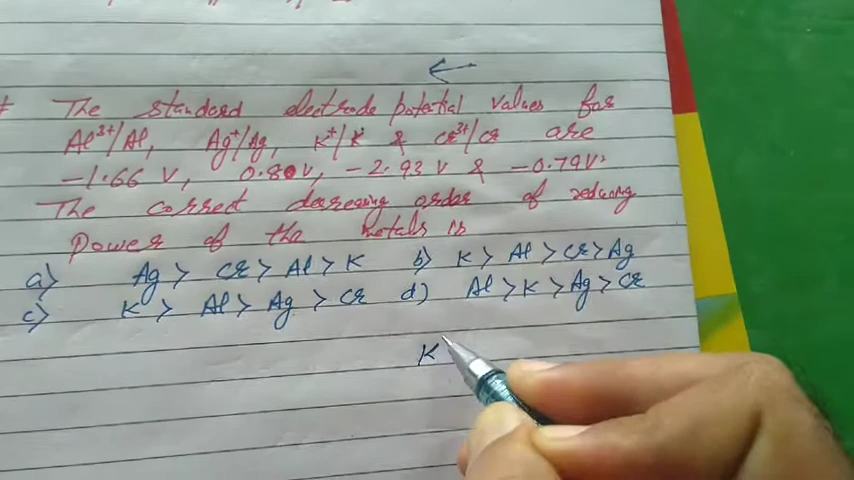 The standard electrode potential values for
Al³⁺/Al, Ag⁺/Ag, K⁺/K & Cr³⁺/Cr are
-1.66 V, 0.80V, -2.93 V & -0.79V.
The correct decreasing order of reducing
Power of the Metals is
a) Ag > Cr > Al > K b) K > Al > Cr > Ag
c) K > Al > Ag > Cr d) Al > K > Ag > Cr
K